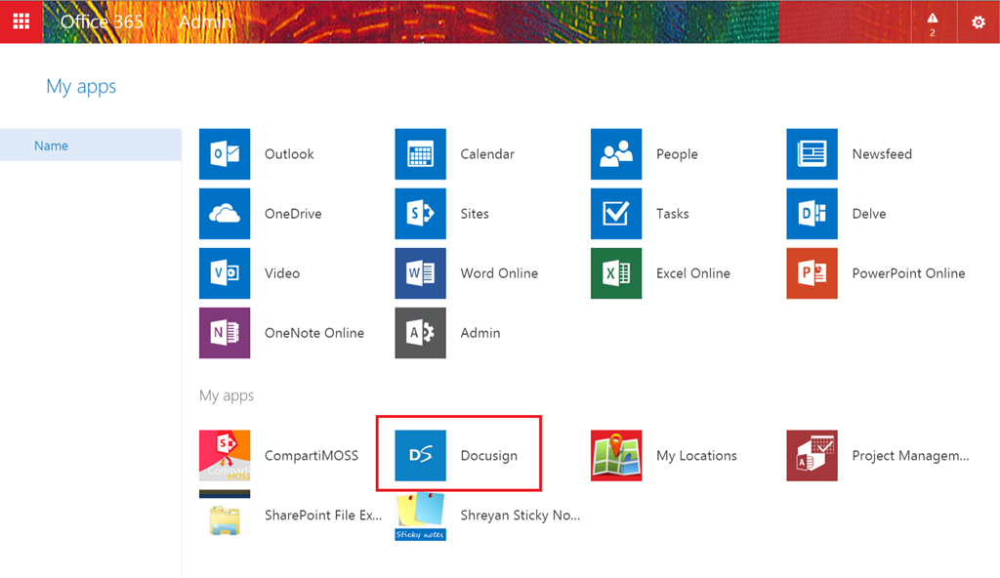 Office 365 Admin
2
My apps
Name
Outlook Calendar People Newsfeed
OneDrive Sites Tasks Delve
Video Word Online Excel Online PowerPoint Online
OneNote Online Admin
My apps
CompartiMOSS Docusign My Locations Project Managem...
SharePoint File Ex... Shreyan Sticky No...
Sticky notes